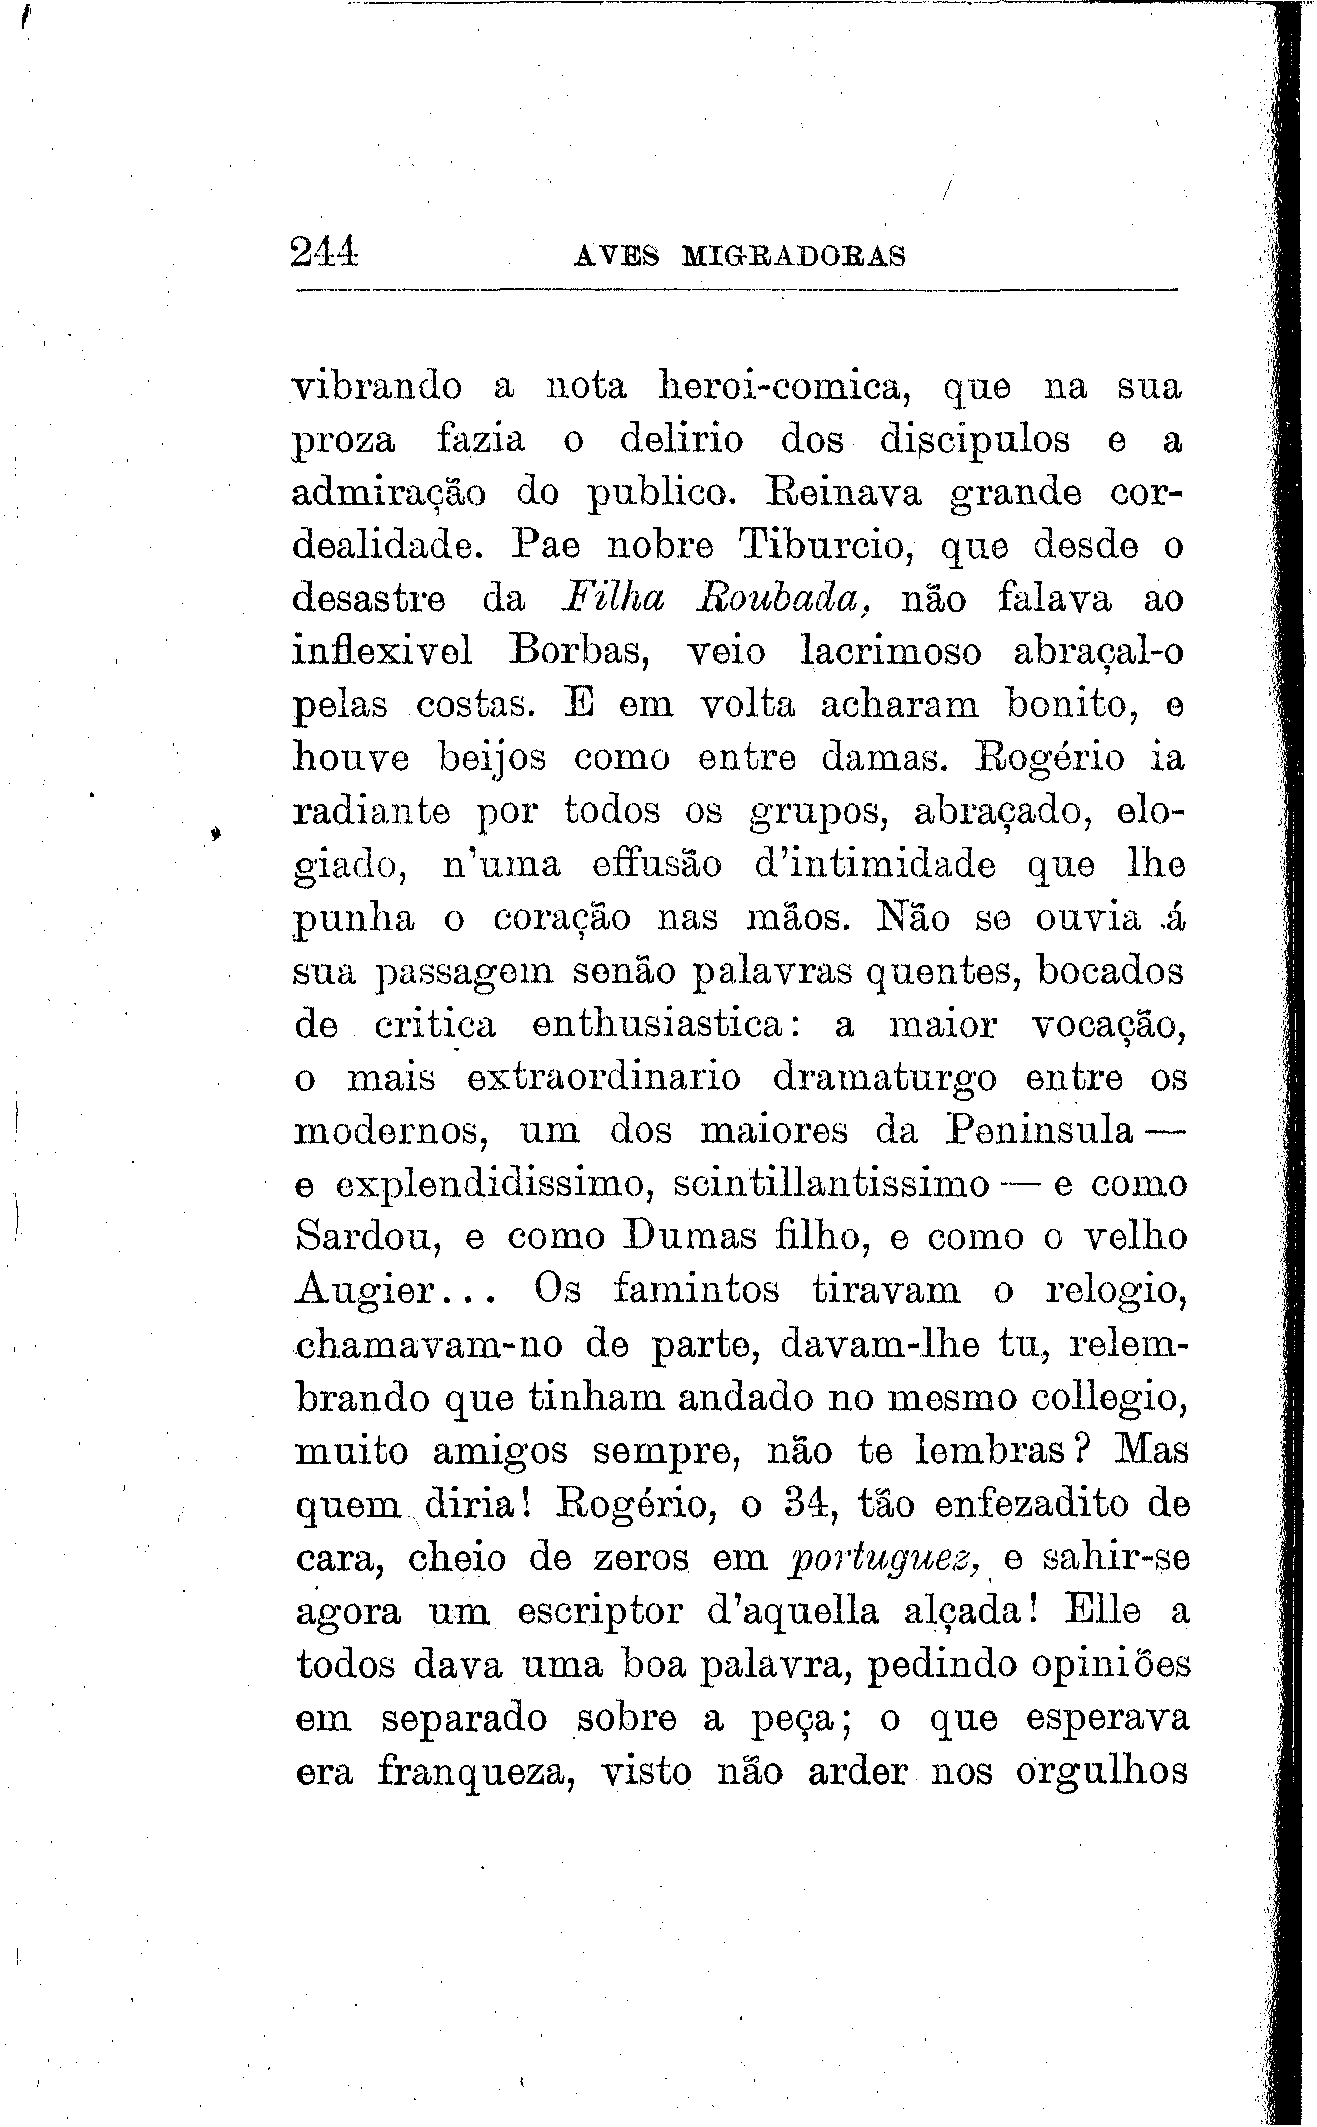 244 AVES MIGRADORAS
vibrando a nota heroi-comica, que na sua
proza fazia o delirio dos discipulos e a
admiração do publico. Reinava grande cor-
dealidade. Pae nobre Tiburcio, que desde o
desastre da Filha Roubada, não falava ao
inflexivel Borbas, veio lacrimoso abraçal-o
pelas costas. E em volta acharam bonito, e
houve beijos como entre damas. Rogério ia
radiante por todos os grupos, abraçado, elo-
giado, n'uma effusão d'intimidade que lhe
punha o coração nas mãos. Não se ouvia á
sua passagem senão palavras quentes, bocados
de critica enthusiastica: a maior vocação,
o mais extraordinario dramaturgo entre os
modernos, um dos maiores da Peninsula —
e explendidissimo, scintillantissimo — e como
Sardou, e como Dumas filho, e como o velho
Augier... Os famintos tiravam o relogio,
chamavam-no de parte, davam-lhe tu, relem-
brando que tinham andado no mesmo collegio,
muito amigos sempre, não te lembras? Mas
quem diria! Rogério, o 34, tão enfezadito de
cara, cheio de zeros em portuguez, e sahir-se
agora um escriptor d'aquella alçada! Elle a
todos dava uma boa palavra, pedindo opiniões
em separado sobre a peça; o que esperava
era franqueza, visto não arder nos orgulhos